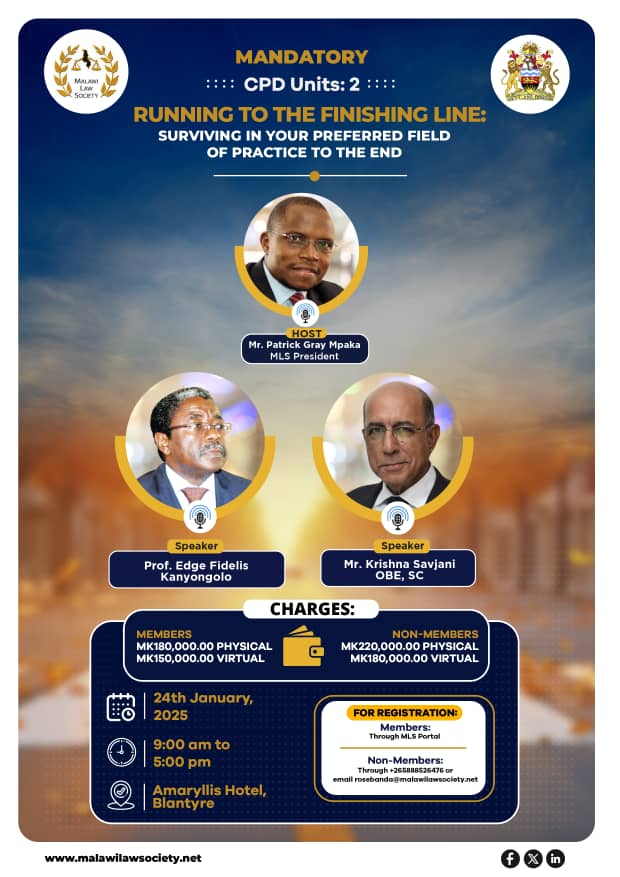 MALAWI
LAW
SOCIETY
MANDATORY
CPD Units: 2
RUNNING TO THE FINISHING LINE:
SURVIVING IN YOUR PREFERRED FIELD
OF PRACTICE TO THE END
HOST
Mr. Patrick Gray Mpaka
MLS President
Speaker
Prof. Edge Fidelis
Kanyongolo
Speaker
Mr. Krishna Savjani
OBE, SC
CHARGES:
MEMBERS
MK180,000.00 PHYSICAL
MK150,000.00 VIRTUAL
NON-MEMBERS
MK220,000.00 PHYSICAL
MK180,000.00 VIRTUAL
24th January,
2025
9:00 am to
5:00 pm
Amaryllis Hotel,
Blantyre
FOR REGISTRATION:
Members:
Through MLS Portal
Non-Members:
Through +265888526476 or
email rosebanda@malawilawsociety.net
www.malawilawsociety.net